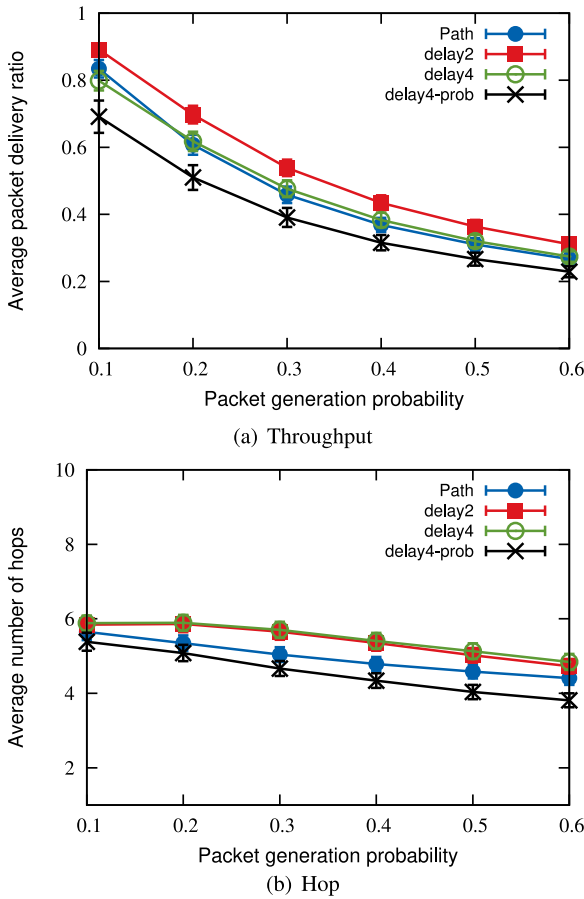 1
0.8
0.6
0.4
0.2
0
Average packet delivery ratio
Path
delay2
delay4
delay4-prob
0.1 0.2 0.3 0.4 0.5 0.6
Packet generation probability
(a) Throughput
10
8
6
4
2
Average number of hops
Path
delay2
delay4
delay4-prob
0.1 0.2 0.3 0.4 0.5 0.6
Packet generation probability
(b) Hop